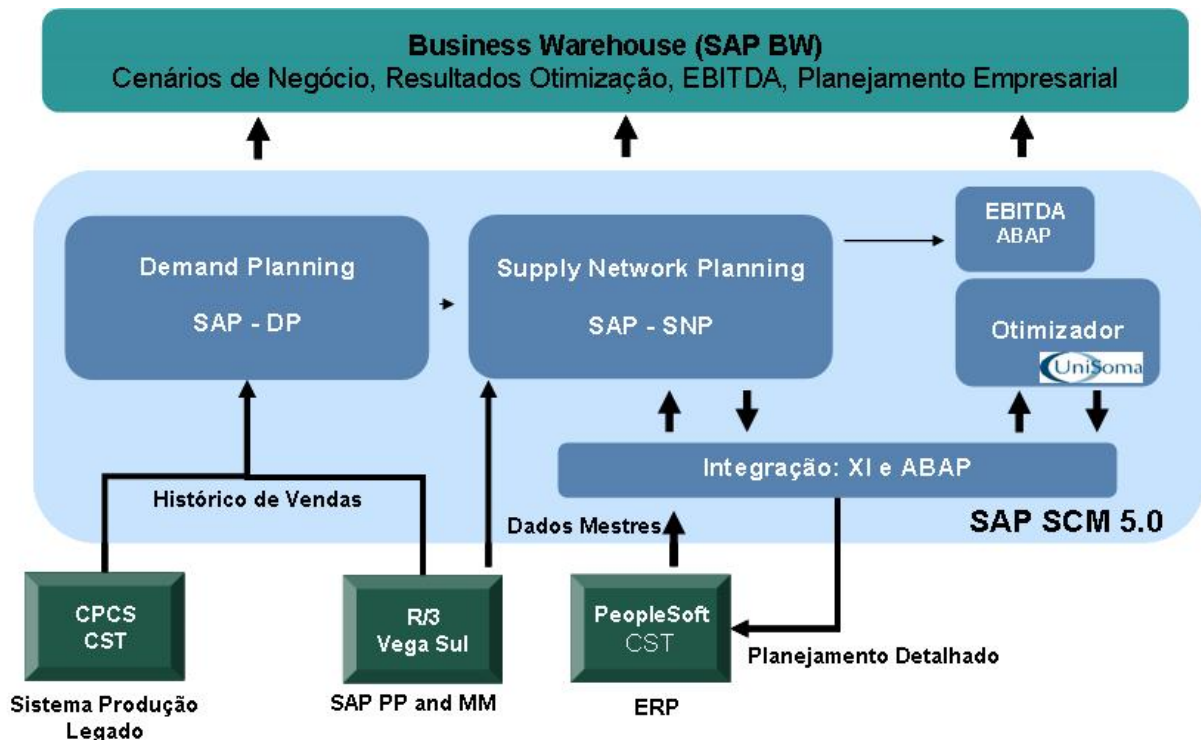 Business Warehouse (SAP BW)
Cenários de Negócio, Resultados Otimização, EBITDA, Planejamento Empresarial
Demand Planning
SAP - DP
Supply Network Planning
SAP - SNP
EBITDA
ABAP
Otimizador
UniSoma
Integração: XI e ABAP
SAP SCM 5.0
Histórico de Vendas
Dados Mestres
CPCS
CST
R/3
Vega Sul
PeopleSoft
CST
Planejamento Detalhado
Sistema Produção
Legado
SAP PP and MM
ERP